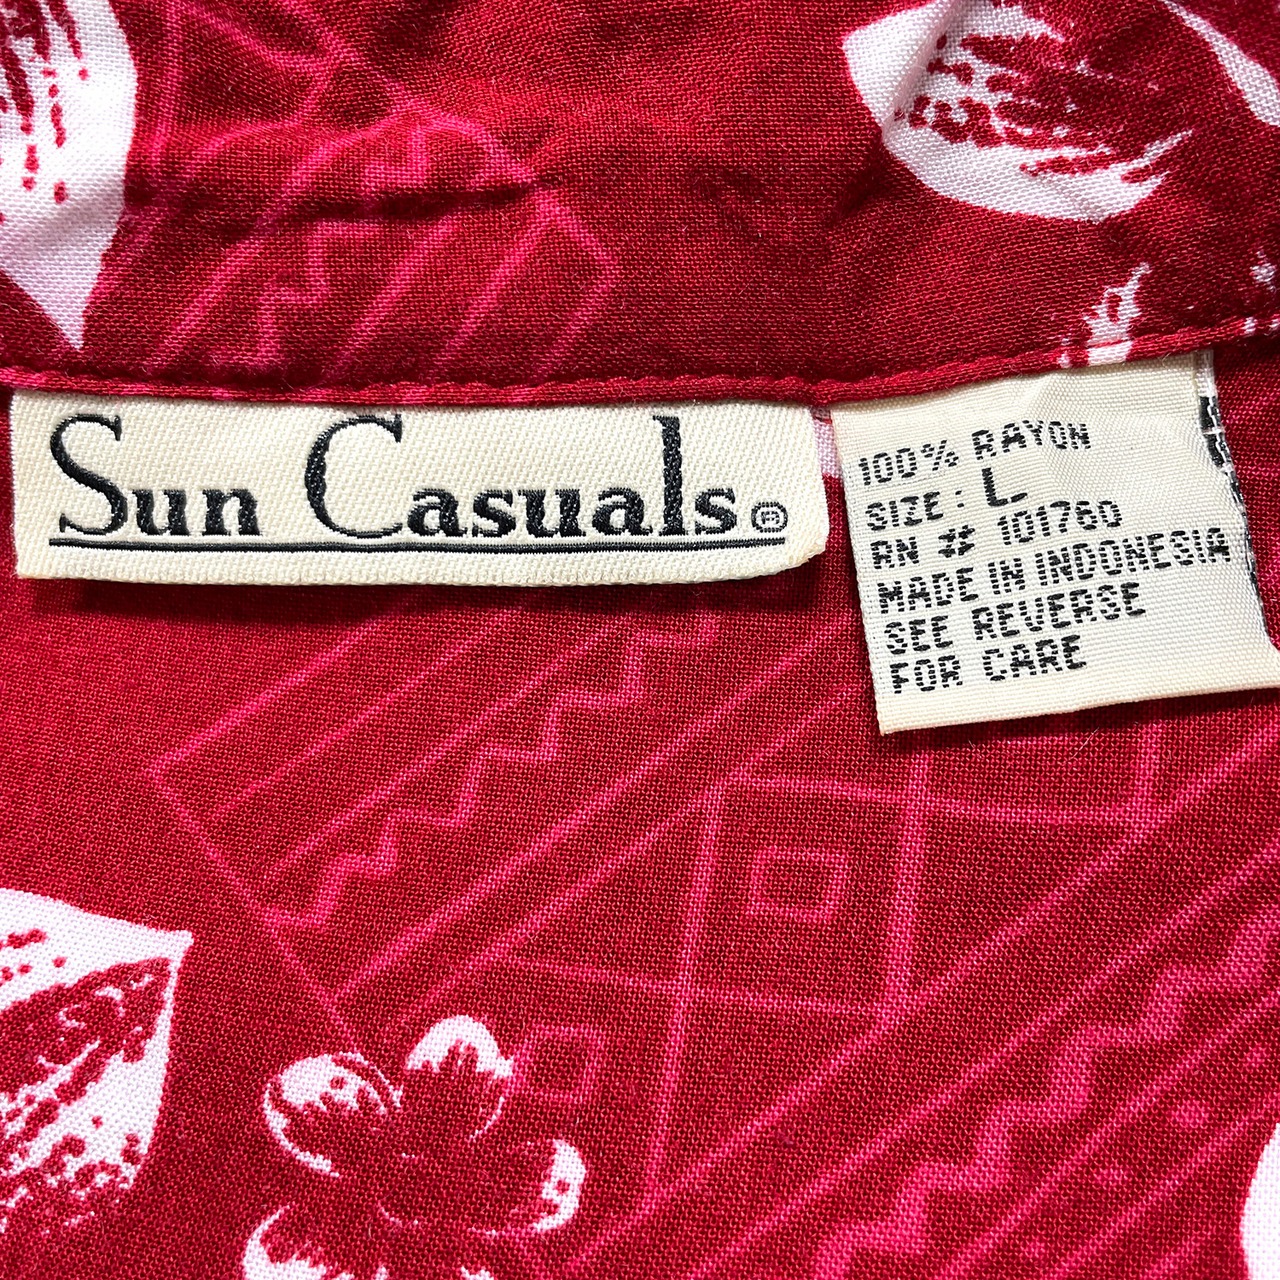 Sun Casuals®
100% RAYON
SIZE: L
RN # 101760
MADE IN INDONESIA
SEE REVERSE
FOR CARE